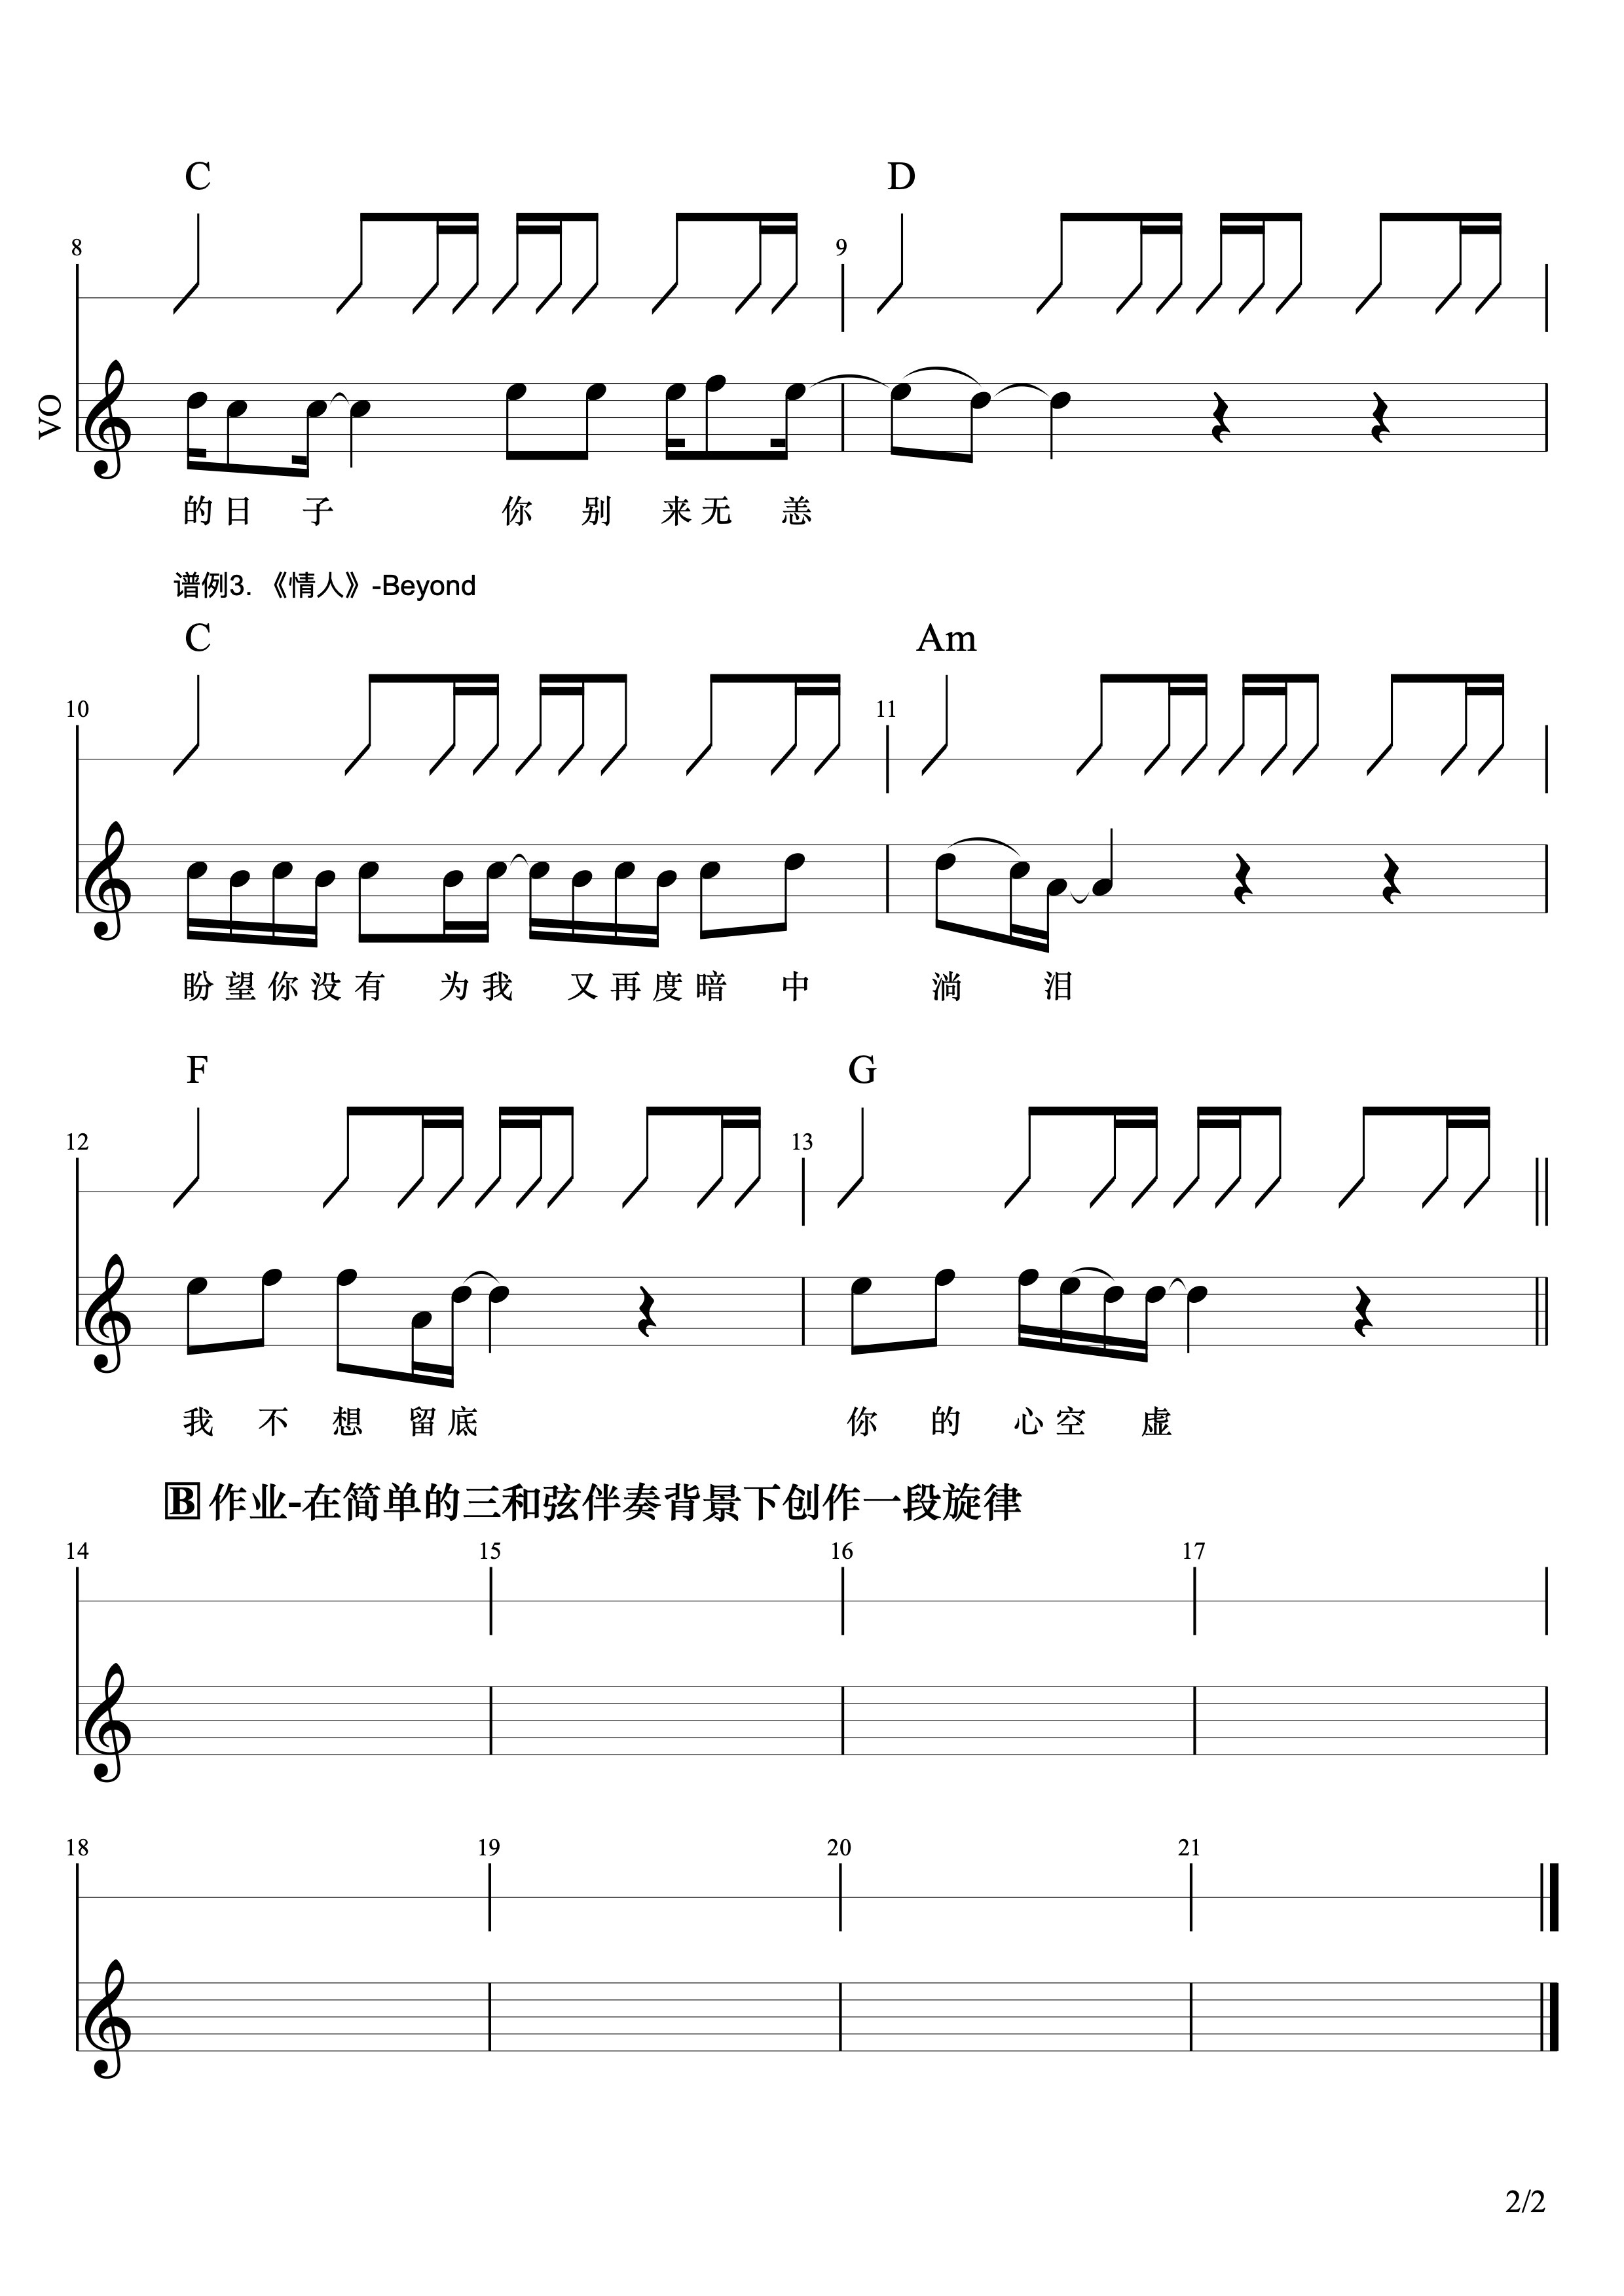 C D
8 9
VO
的日 子 你 别 来无 恙
谱例3. 《情人》-Beyond
C Am
10 11
盼望你没有 为我 又再度暗 中 淌 泪
F G
12 13
我 不 想 留底 你 的 心空 虚
B 作业-在简单的三和弦伴奏背景下创作一段旋律
14 15 16 17
18 19 20 21
2/2